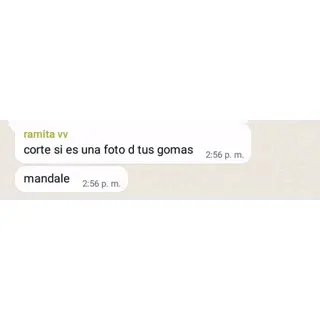 ramita vv
corte si es una foto d tus gomas
2:56 p. m.
mandale
2:56 p. m.